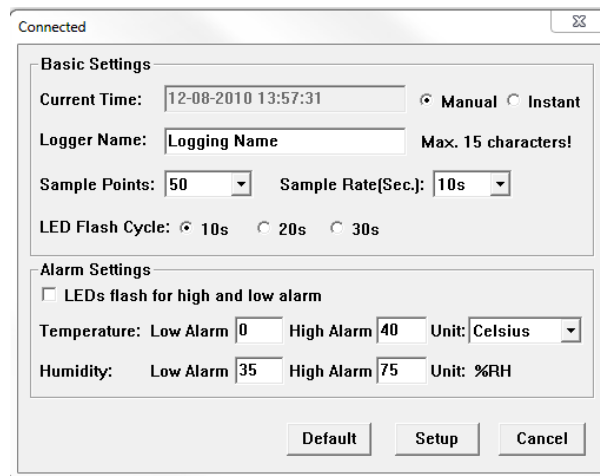 Connected
Basic Settings
Current Time: 12-08-2010 13:57:31 Manual Instant
Logger Name: Logging Name Max. 15 characters!
Sample Points: 50 Sample Rate(Sec.): 10s
LED Flash Cycle: 10s 20s 30s
Alarm Settings
LEDs flash for high and low alarm
Temperature: Low Alarm 0 High Alarm 40 Unit: Celsius
Humidity: Low Alarm 35 High Alarm 75 Unit: %RH
Default Setup Cancel